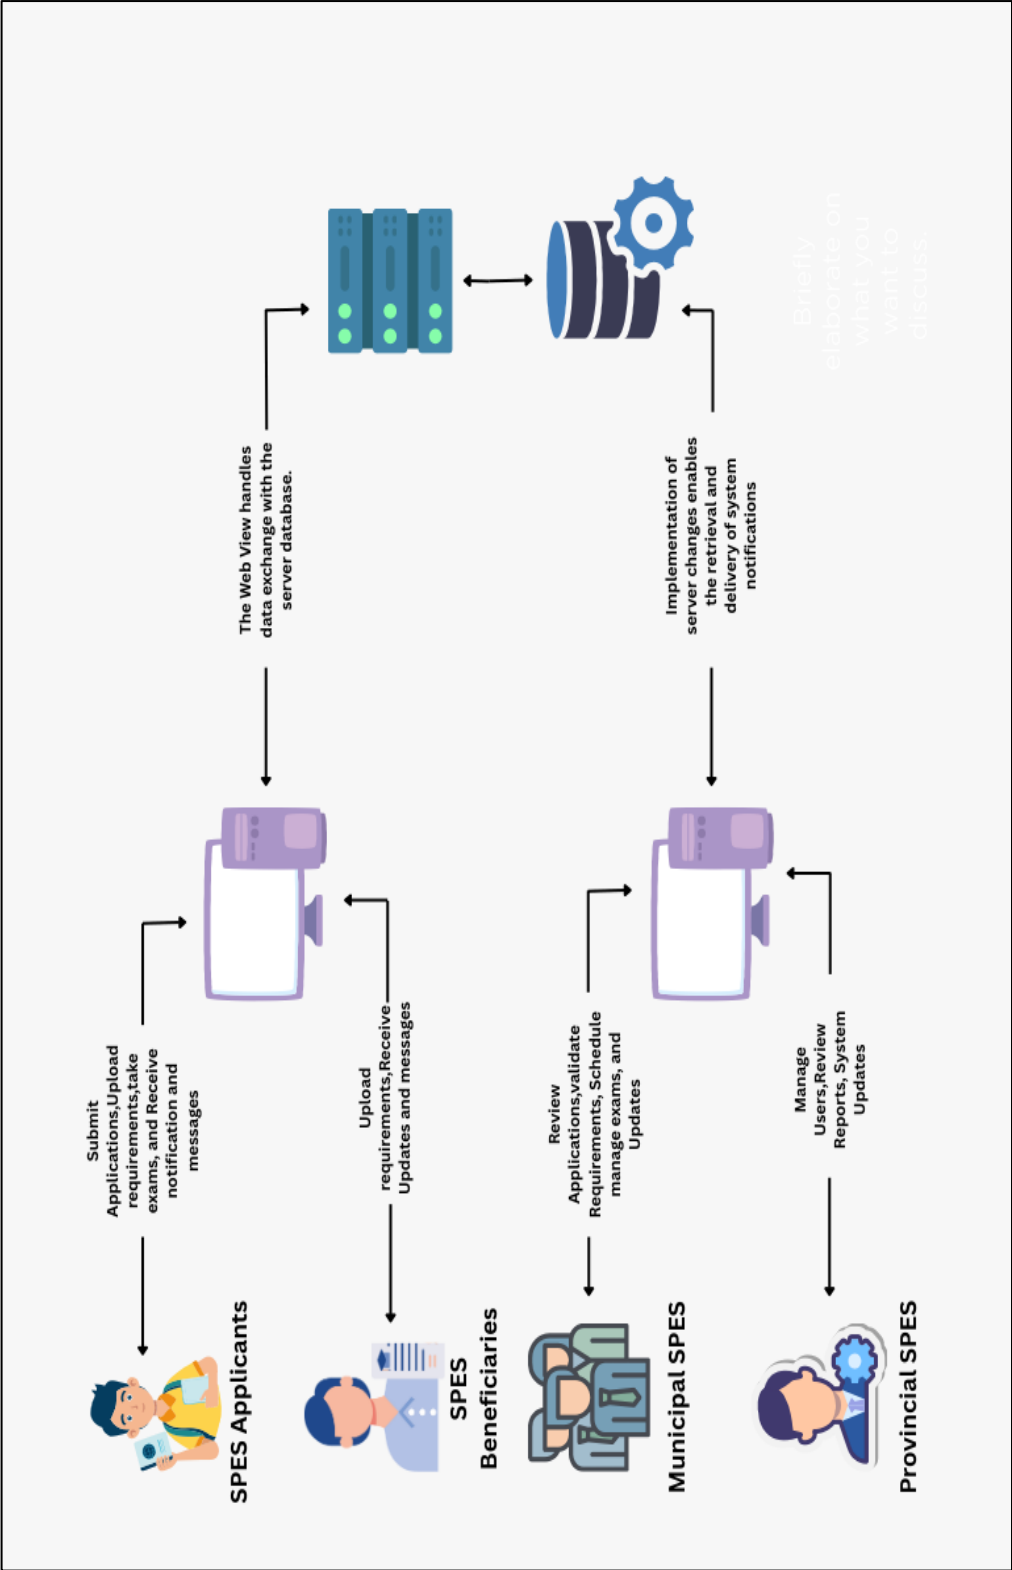 Submit
Applications,Upload
requirements,take
exams, and Receive
notification and
messages
SPES Applicants
Upload
requirements,Receive
Updates and messages
SPES
Beneficiaries
The Web View handles
data exchange with the
server database.
Review
Applications,validate
Requirements, Schedule
manage exams, and
Updates
Municipal SPES
Manage
Users,Review
Reports, System
Updates
Provincial SPES
Implementation of
server changes enables
the retrieval and
delivery of system
notifications
Briefly
elaborate on
what you
want to
discuss.